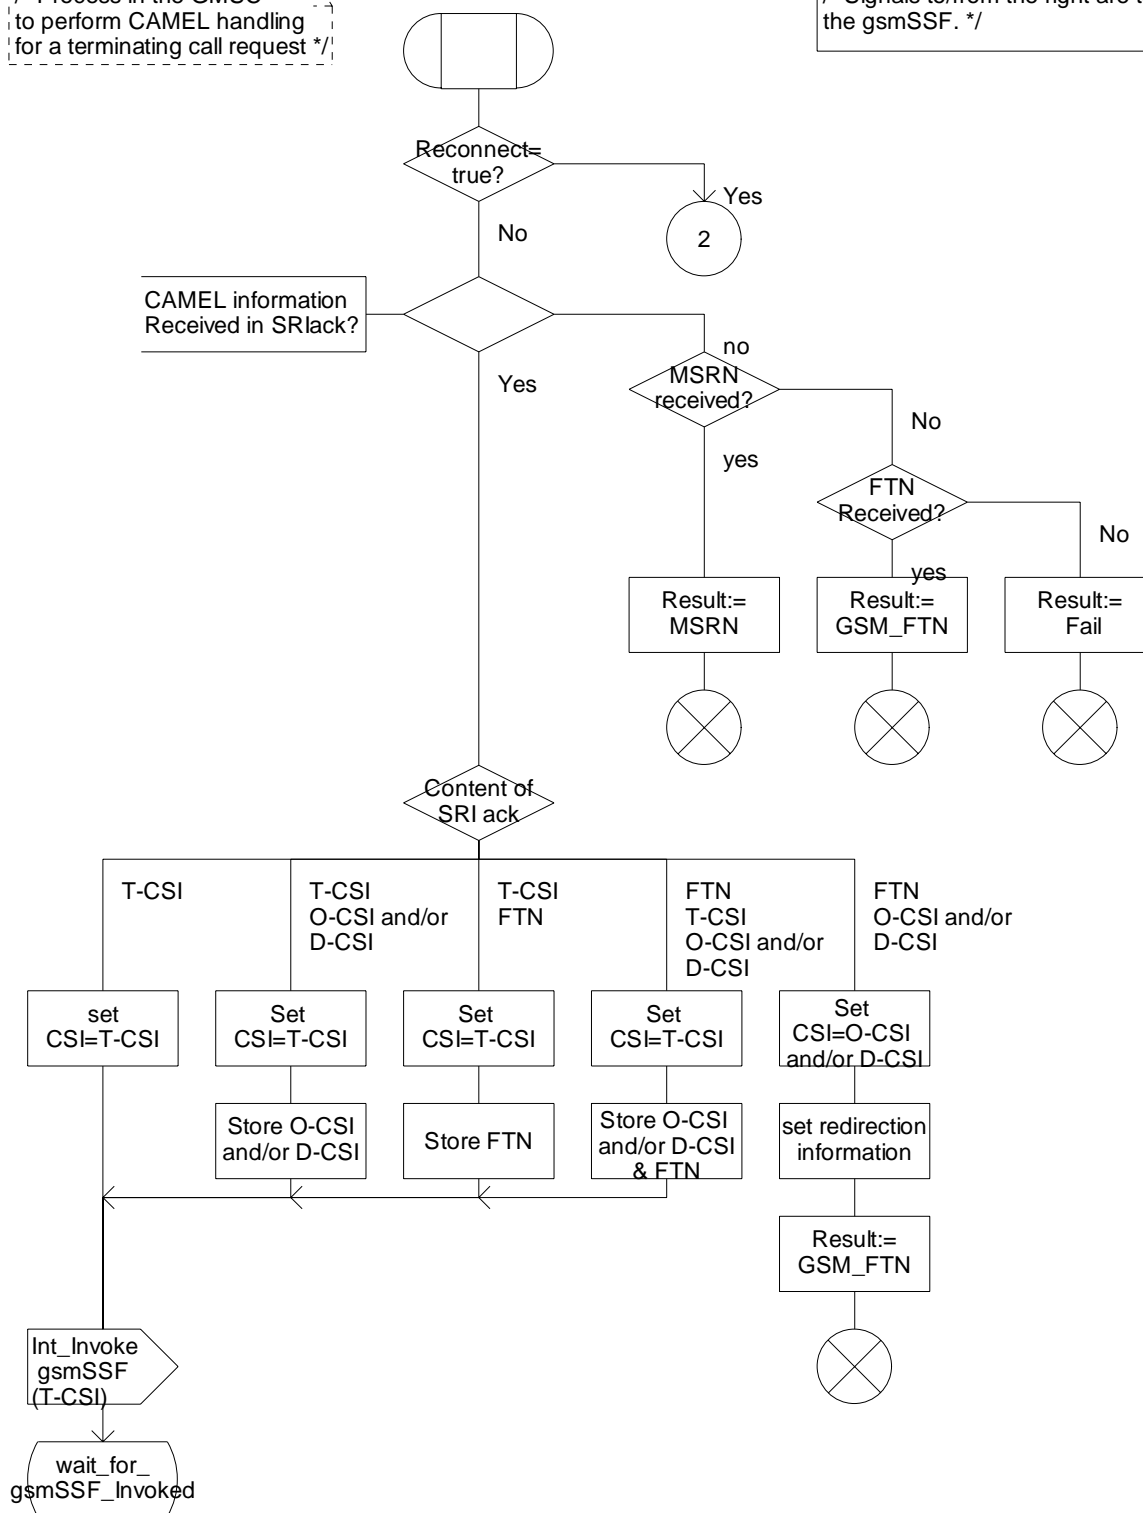 to perform CAMEL handling
for a terminating call request */
the gsmSSF. */
Reconnect=
true?
Yes
2
No
CAMEL information
Received in SRIack?
no
Yes
MSRN
received?
No
yes
FTN
Received?
No
yes
Result:=
MSRN
Result:=
GSM_FTN
Result:=
Fail
Content of
SRI ack
T-CSI
T-CSI
O-CSI and/or
D-CSI
T-CSI
FTN
FTN
T-CSI
O-CSI and/or
D-CSI
FTN
O-CSI and/or
D-CSI
set
CSI=T-CSI
Set
CSI=T-CSI
Set
CSI=T-CSI
Set
CSI=T-CSI
Set
CSI=O-CSI
and/or D-CSI
Store O-CSI
and/or D-CSI
Store FTN
Store O-CSI
and/or D-CSI
& FTN
set redirection
information
Result:=
GSM_FTN
Int_Invoke
gsmSSF
(T-CSI)
wait_for_
gsmSSF_Invoked